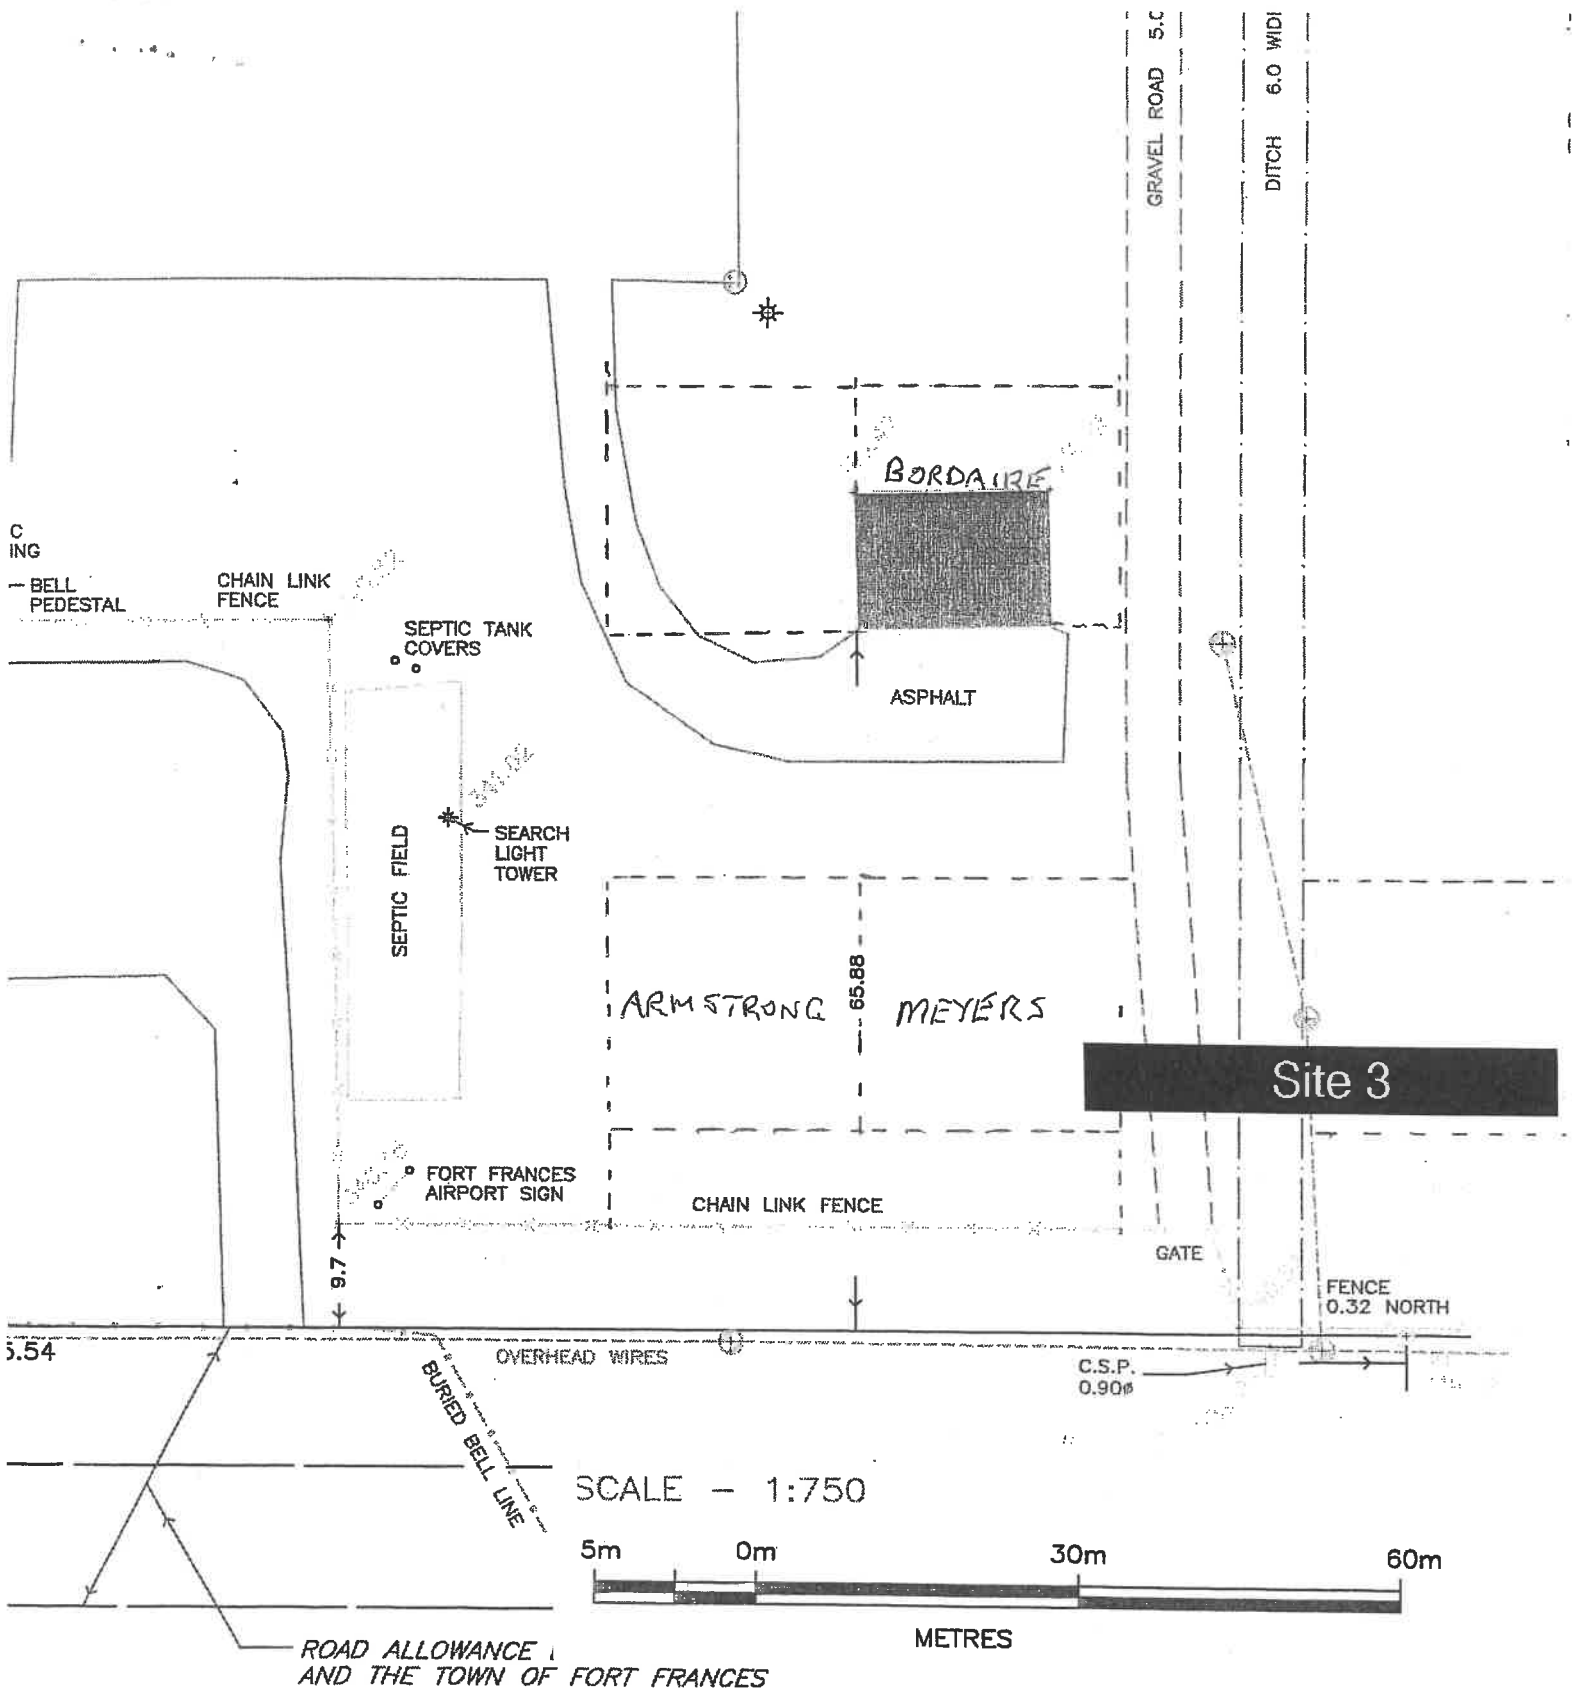 GRAVEL ROAD 5.0
DITCH 6.0 WID
BORDAIRE
C
ING
BELL
PEDESTAL
CHAIN LINK
FENCE
SEPTIC TANK
COVERS
ASPHALT
341.02
SEARCH
LIGHT
TOWER
SEPTIC FIELD
ARMSTRONG
65.88
MEYERS
Site 3
FORT FRANCES
AIRPORT SIGN
CHAIN LINK FENCE
GATE
9.7
FENCE
0.32 NORTH
5.54
OVERHEAD WIRES
C.S.P.
0.90ø
BURIED BELL LINE
SCALE - 1:750
5m 0m 30m 60m
METRES
ROAD ALLOWANCE
AND THE TOWN OF FORT FRANCES